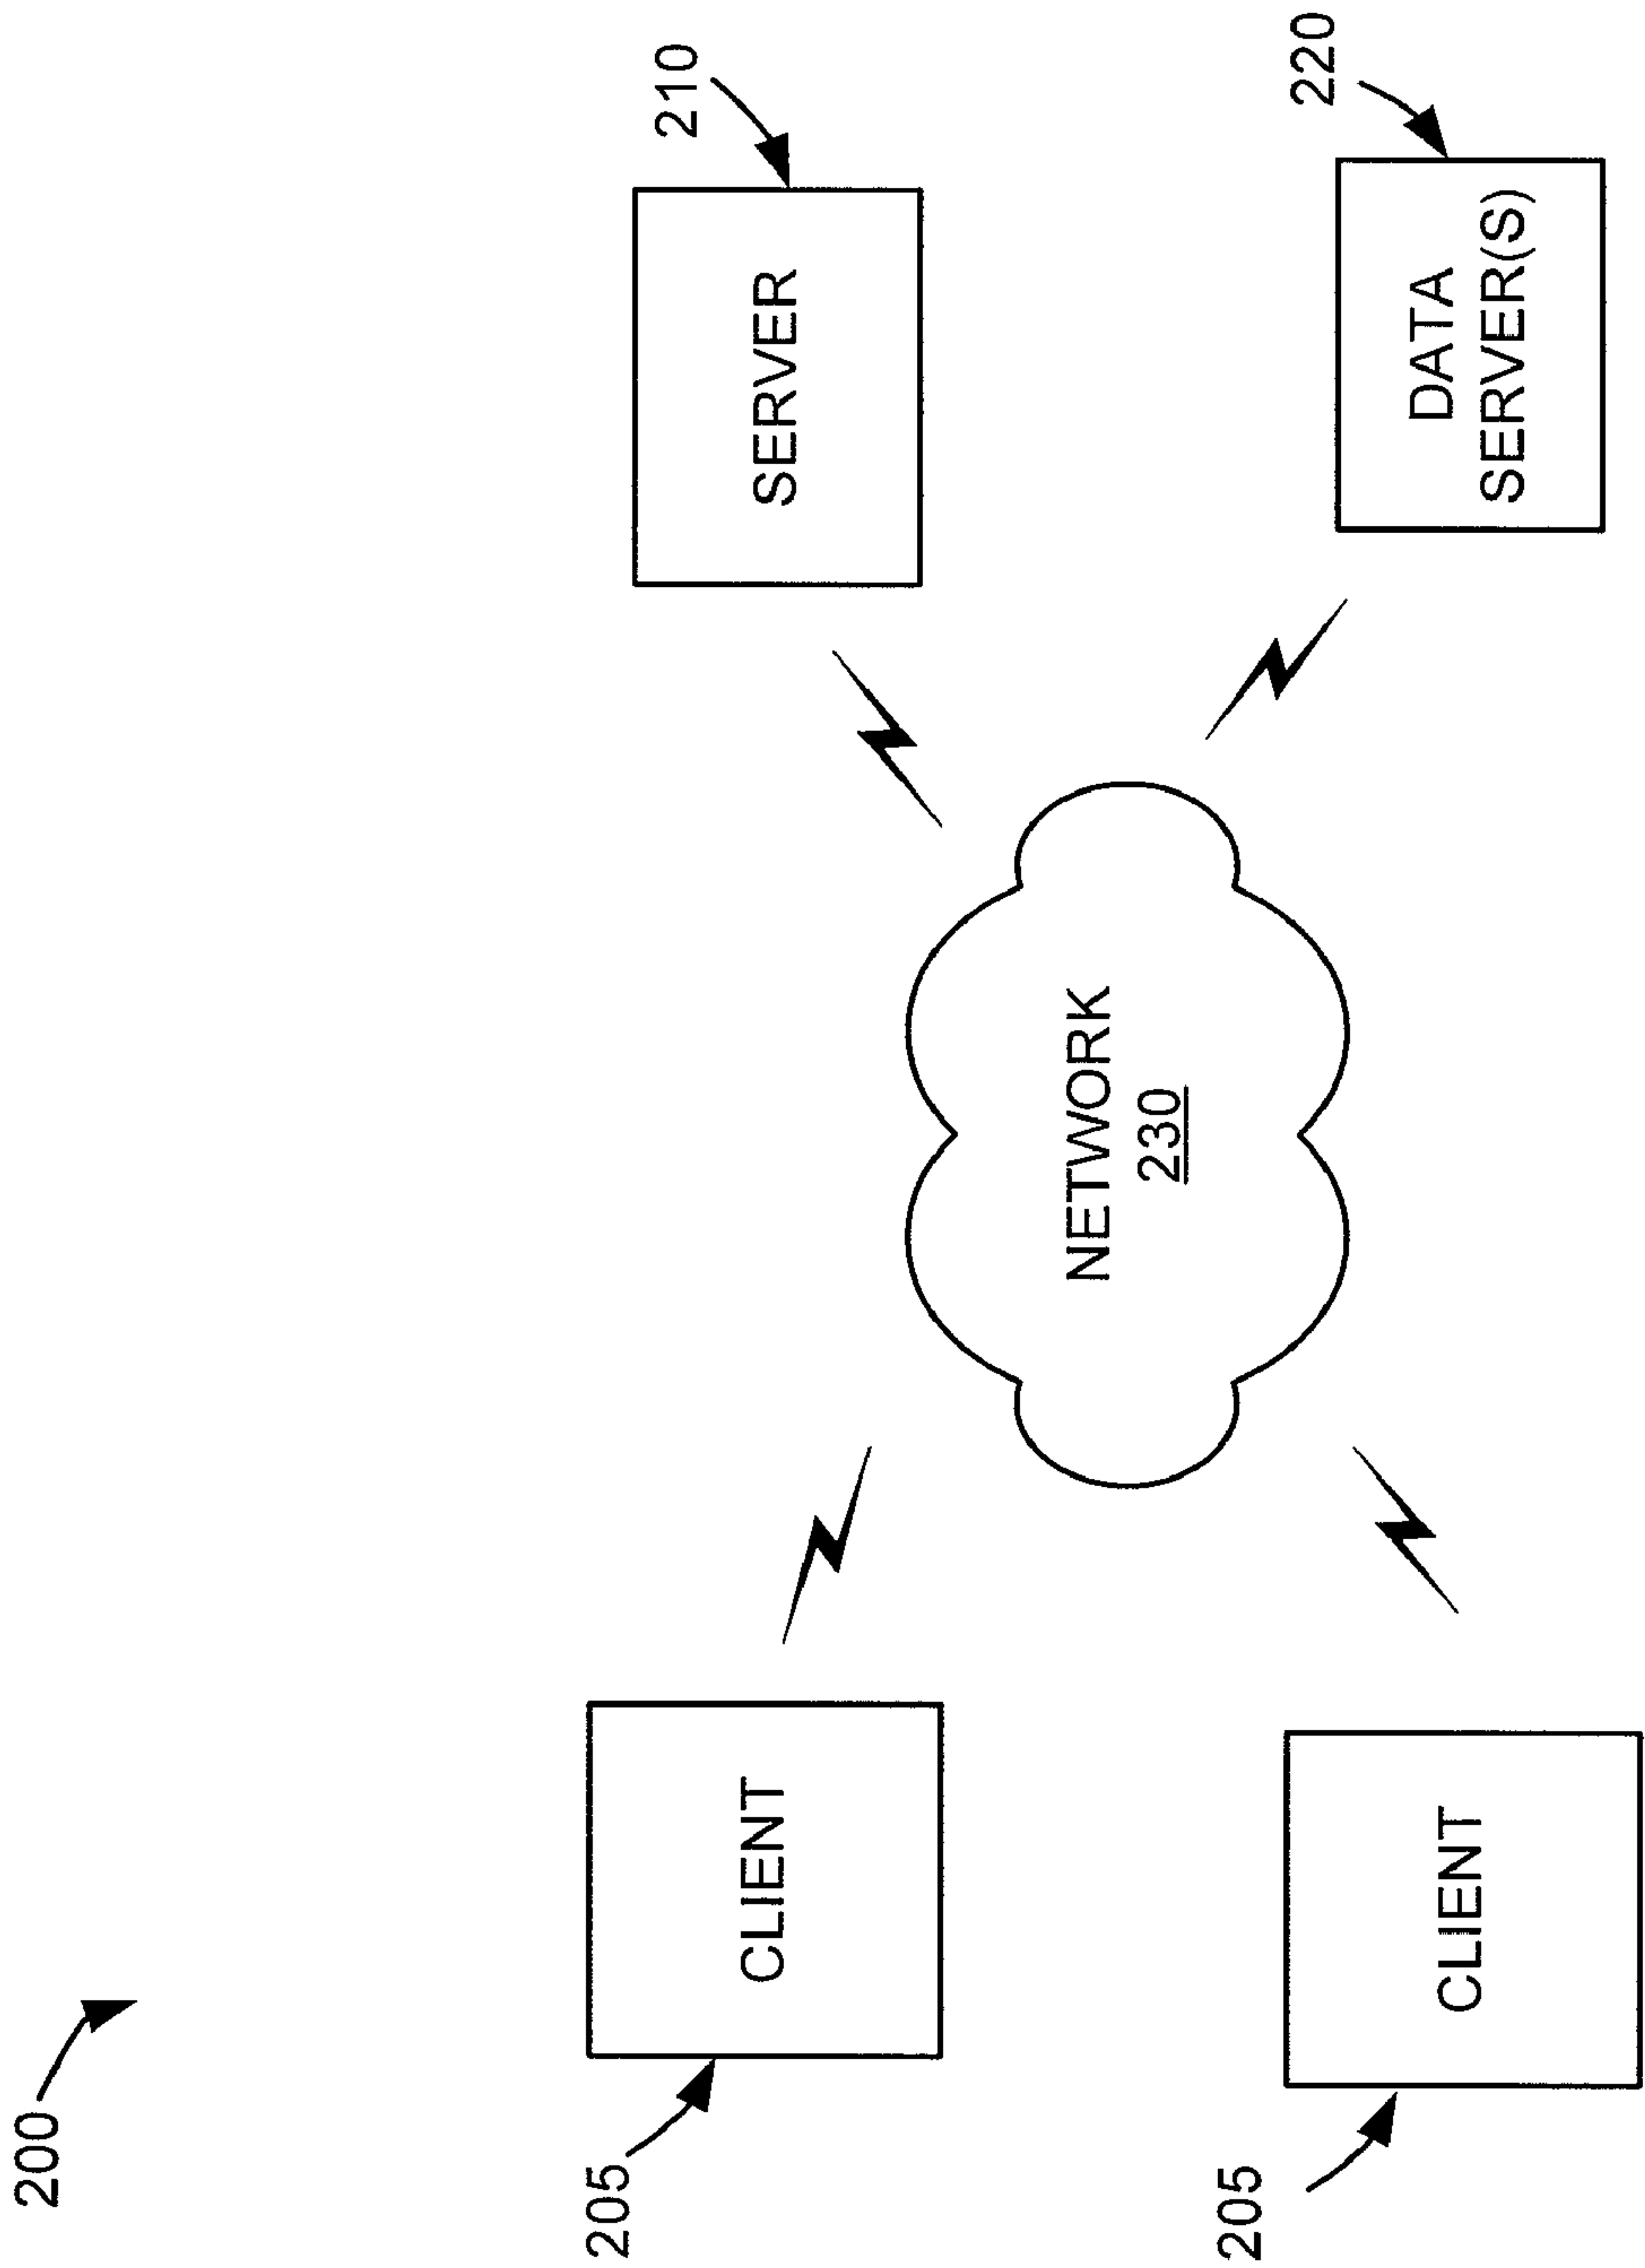 200
205
CLIENT
205
CLIENT
NETWORK
230
210
SERVER
220
DATA
SERVER(S)